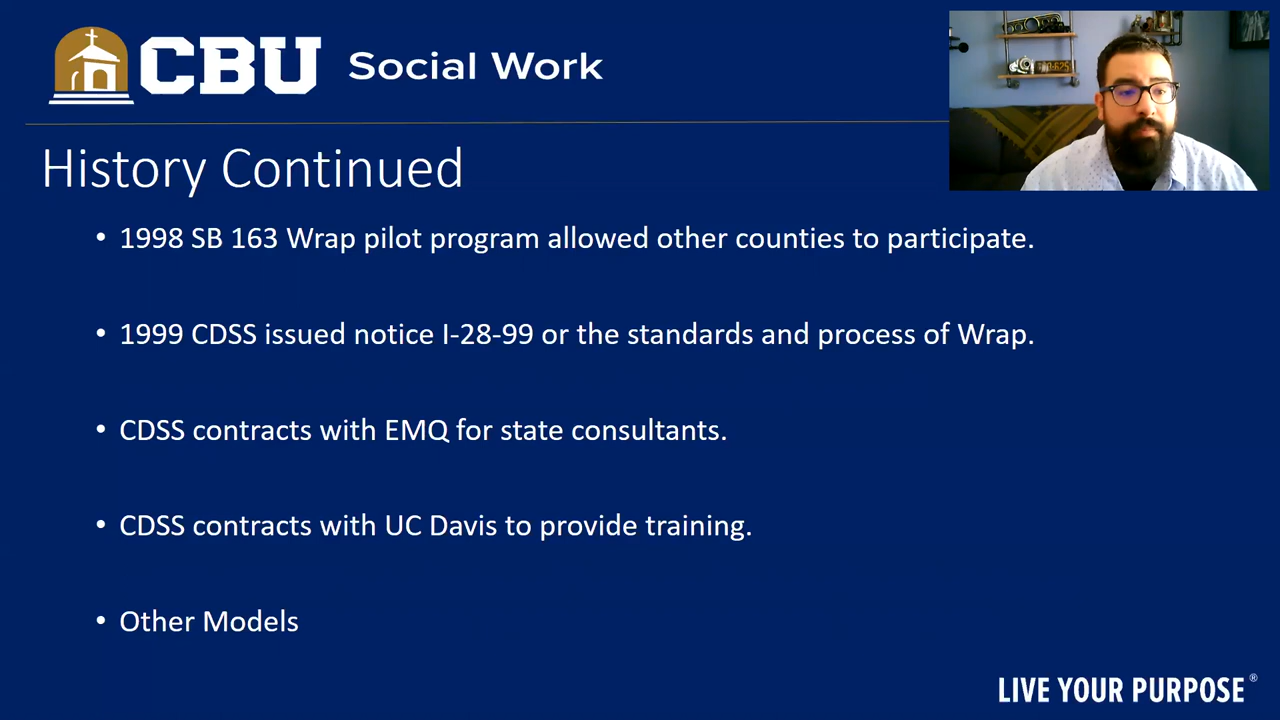 CBU Social Work
History Continued
• 1998 SB 163 Wrap pilot program allowed other counties to participate.
• 1999 CDSS issued notice I-28-99 or the standards and process of Wrap.
• CDSS contracts with EMQ for state consultants.
• CDSS contracts with UC Davis to provide training.
• Other Models
LIVE YOUR PURPOSE®